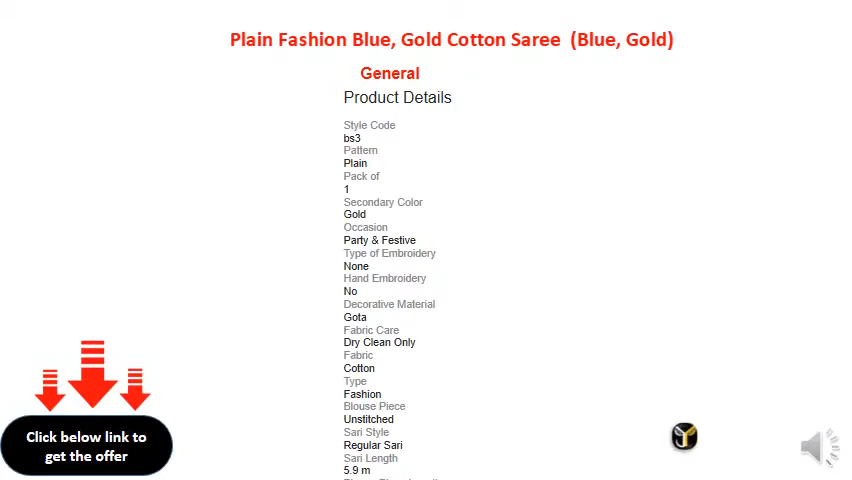 Plain Fashion Blue, Gold Cotton Saree (Blue, Gold)
General
Product Details
Style Code
bs3
Pattern
Plain
Pack of
1
Secondary Color
Gold
Occasion
Party & Festive
Type of Embroidery
None
Hand Embroidery
No
Decorative Material
Gota
Fabric Care
Dry Clean Only
Fabric
Cotton
Type
Fashion
Blouse Piece
Unstitched
Sari Style
Regular Sari
Sari Length
5.9 m
Click below link to
get the offer